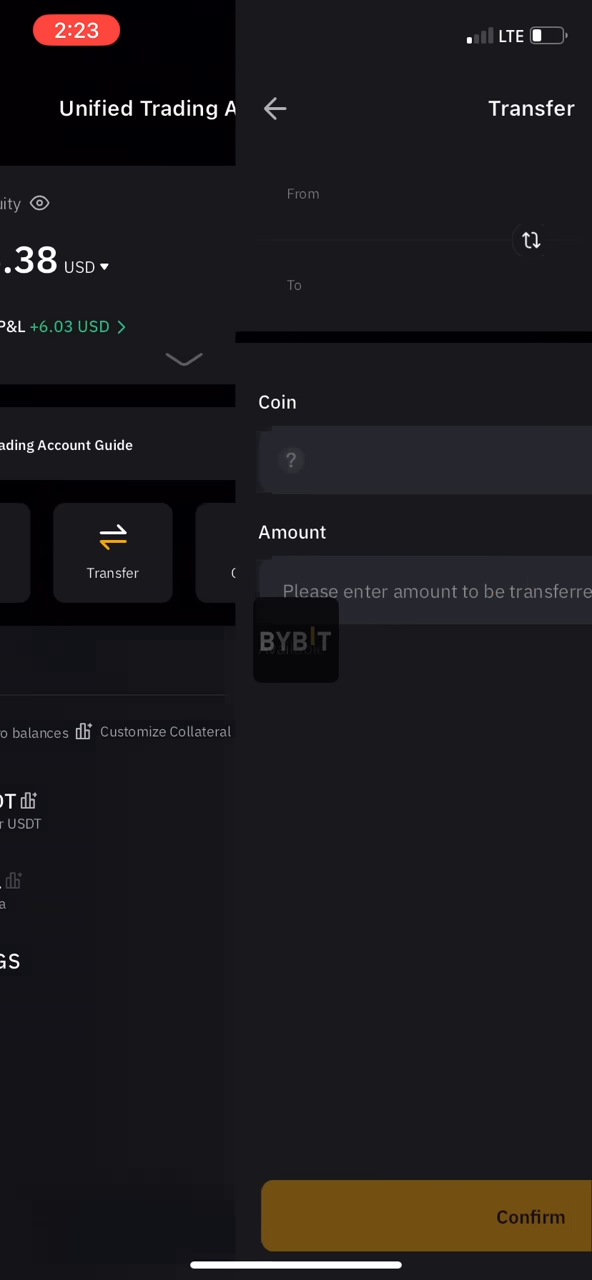 2:23
LTE
Unified Trading A
Transfer
From
uity
.38 USD
To
P&L +6.03 USD
Coin
ading Account Guide
?
Amount
Transfer
Please enter amount to be transferre
BYBIT
o balances
Customize Collateral
r USDT
a
GS
Confirm